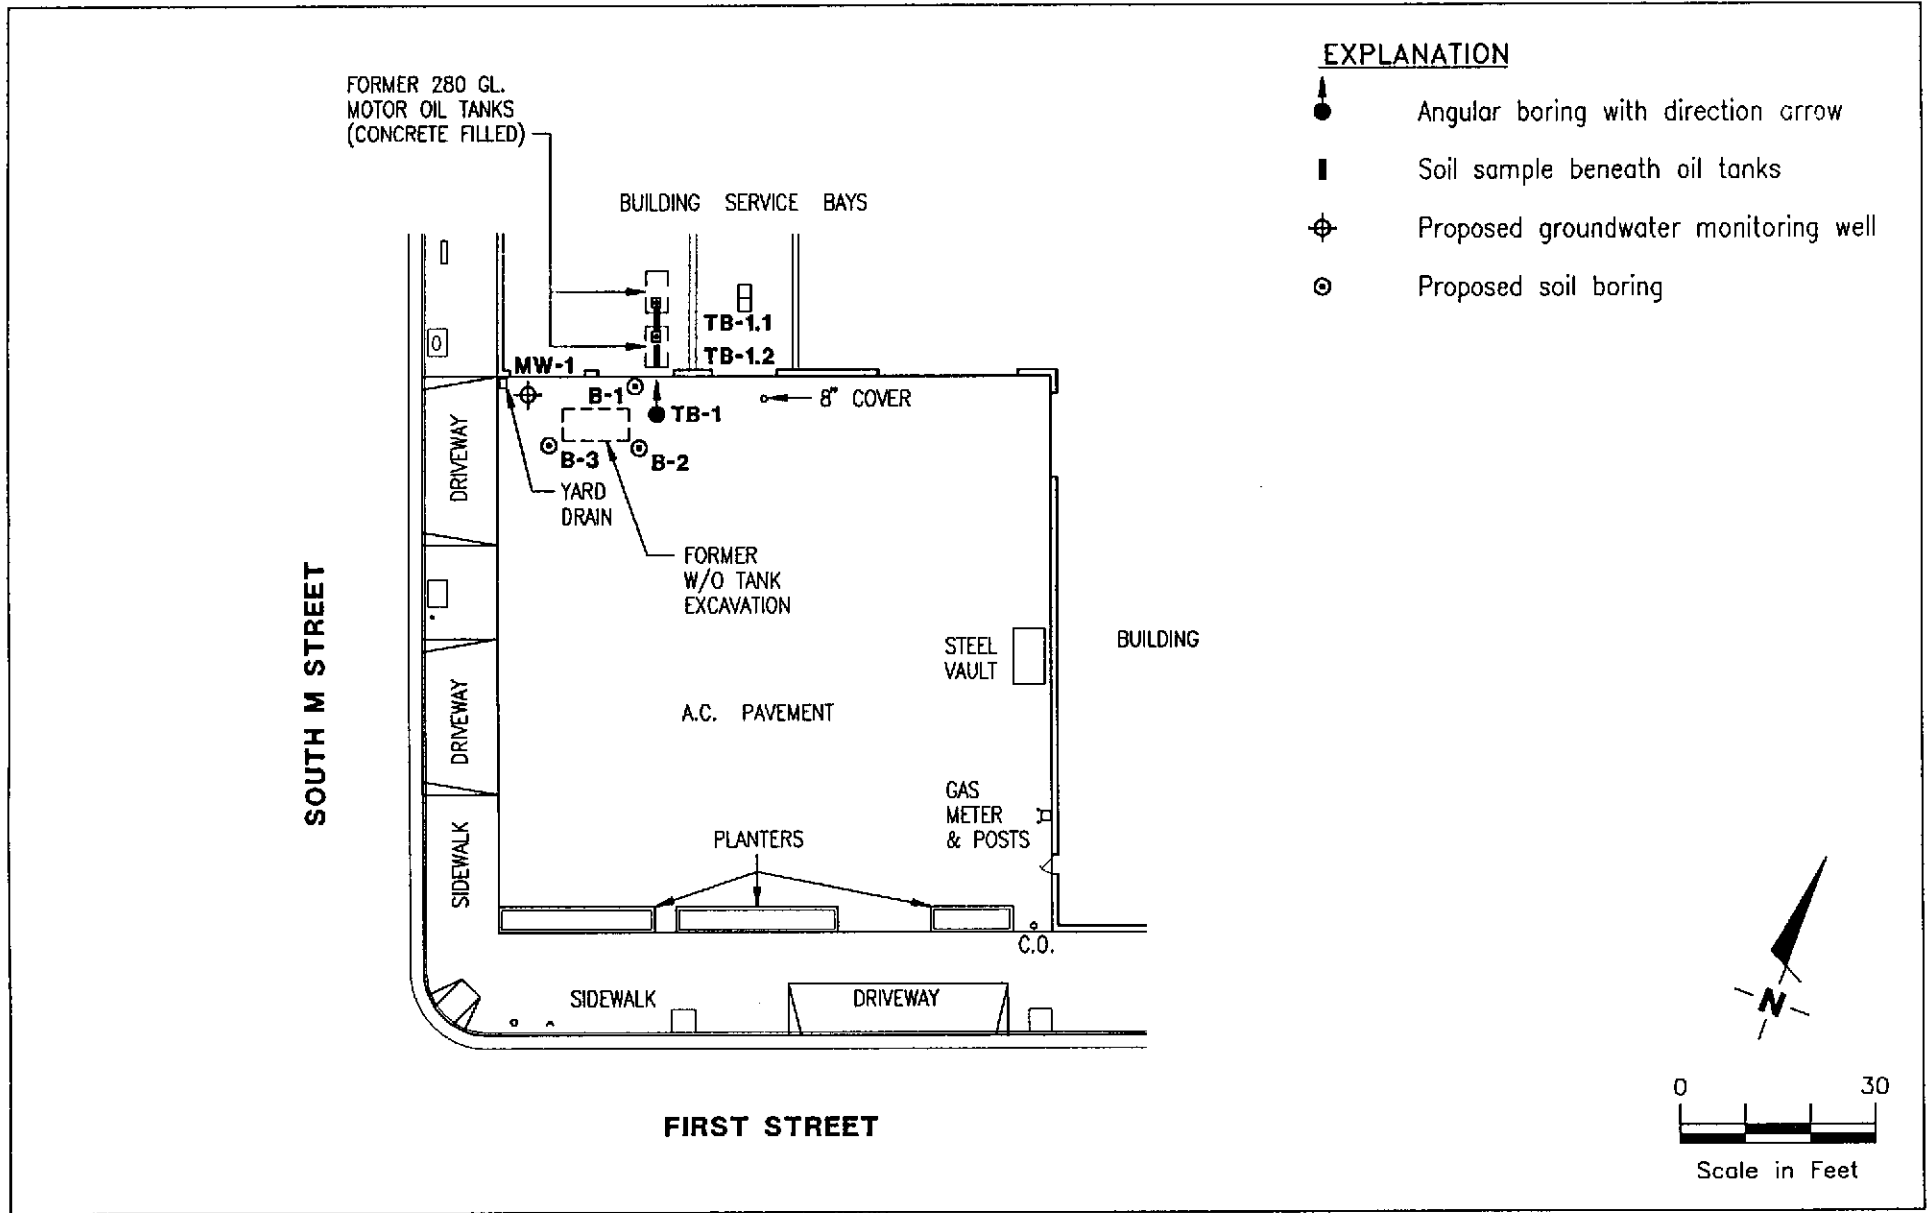 EXPLANATION
Angular boring with direction arrow
Soil sample beneath oil tanks
Proposed groundwater monitoring well
Proposed soil boring
FORMER 280 GL.
MOTOR OIL TANKS
(CONCRETE FILLED)
BUILDING SERVICE BAYS
TB-1.1
TB-1.2
MW-1
B-1
TB-1
8" COVER
B-3
B-2
YARD
DRAIN
FORMER
W/O TANK
EXCAVATION
DRIVEWAY
SOUTH M STREET
STEEL
VAULT
BUILDING
DRIVEWAY
A.C. PAVEMENT
GAS
METER
& POSTS
PLANTERS
SIDEWALK
C.O.
SIDEWALK
DRIVEWAY
N
FIRST STREET
0 30
Scale in Feet